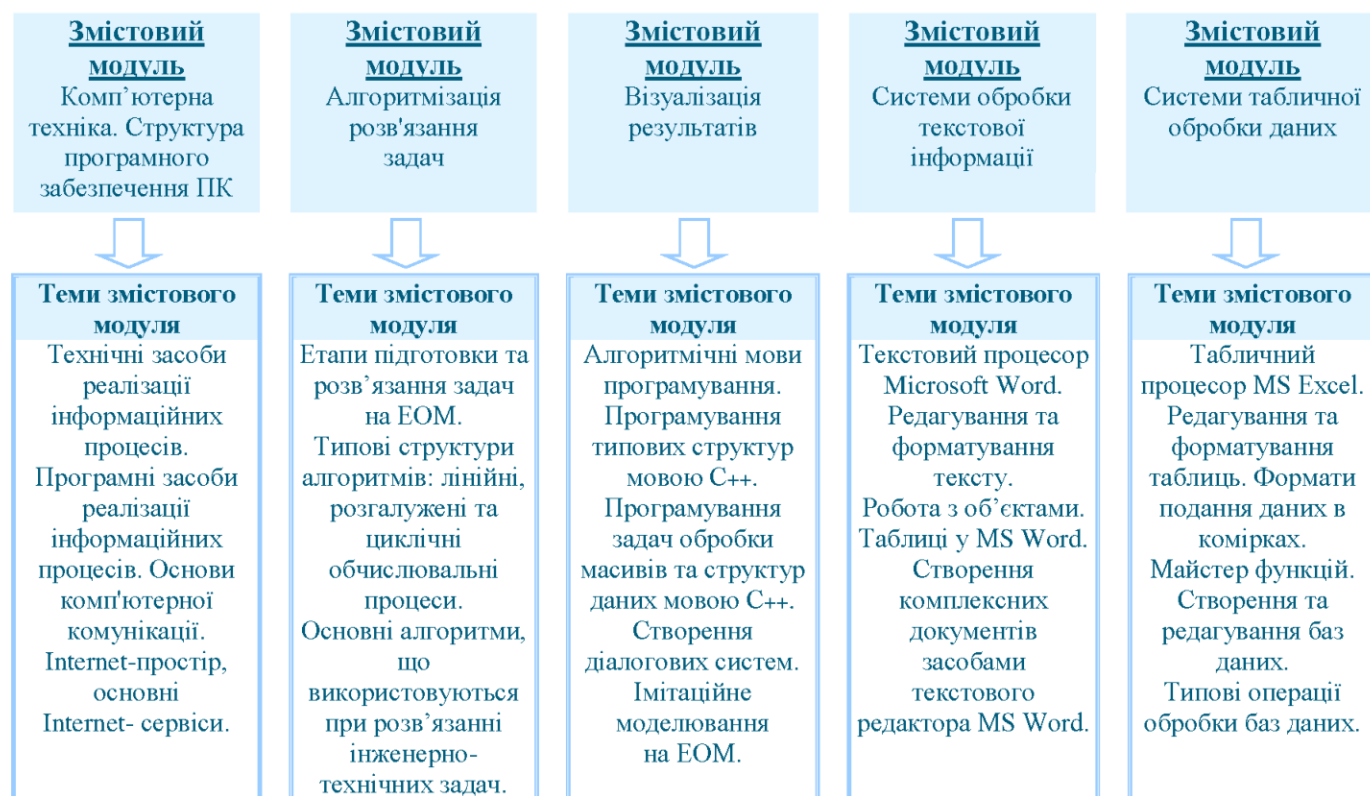 Змістовий
модуль
Комп’ютерна
техніка. Структура
програмного
забезпечення ПК
Теми змістового
модуля
Технічні засоби
реалізації
інформаційних
процесів.
Програмні засоби
реалізації
інформаційних
процесів. Основи
комп'ютерної
комунікації.
Internet-простір,
основні
Internet- сервіси.
Змістовий
модуль
Алгоритмізація
розв'язання
задач
Теми змістового
модуля
Етапи підготовки та
розв’язання задач
на ЕОМ.
Типові структури
алгоритмів: лінійні,
розгалужені та
циклічні
обчислювальні
процеси.
Основні алгоритми,
що
використовуються
при розв’язанні
інженерно-
технічних задач.
Змістовий
модуль
Візуалізація
результатів
Теми змістового
модуля
Алгоритмічні мови
програмування.
Програмування
типових структур
мовою С++.
Програмування
задач обробки
масивів та структур
даних мовою С++.
Створення
діалогових систем.
Імітаційне
моделювання
на ЕОМ.
Змістовий
модуль
Системи обробки
текстової
інформації
Теми змістового
модуля
Текстовий процесор
Microsoft Word.
Редагування та
форматування
тексту.
Робота з об’єктами.
Таблиці у MS Word.
Створення
комплексних
документів
засобами
текстового
редактора MS Word.
Змістовий
модуль
Системи табличної
обробки даних
Теми змістового
модуля
Табличний
процесор MS Excel.
Редагування та
форматування
таблиць. Формати
подання даних в
комірках.
Майстер функцій.
Створення та
редагування баз
даних.
Типові операції
обробки баз даних.